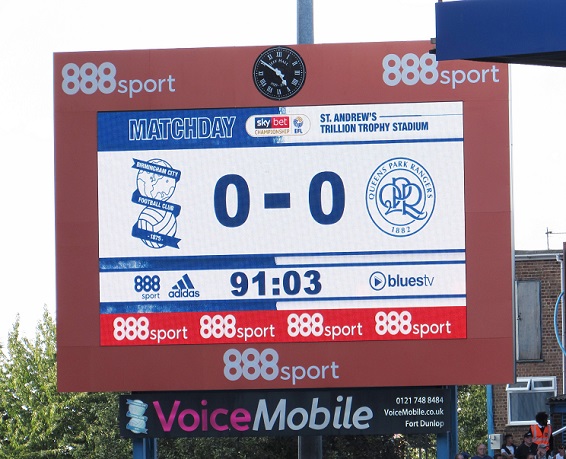 888sport
888sport
MATCHDAY
sky bet
CHAMPIONSHIP
EFL
ST. ANDREW'S
TRILLION TROPHY STADIUM
BIRMINGHAM CITY
FOOTBALL CLUB
1875
0 - 0
QUEENS PARK RANGERS
QPR
1882
888
sport
adidas
91:03
bluestv
888sport 888sport 888sport 888sport
888sport
VoiceMobile
0121 748 8484
VoiceMobile.co.uk
Fort Dunlop